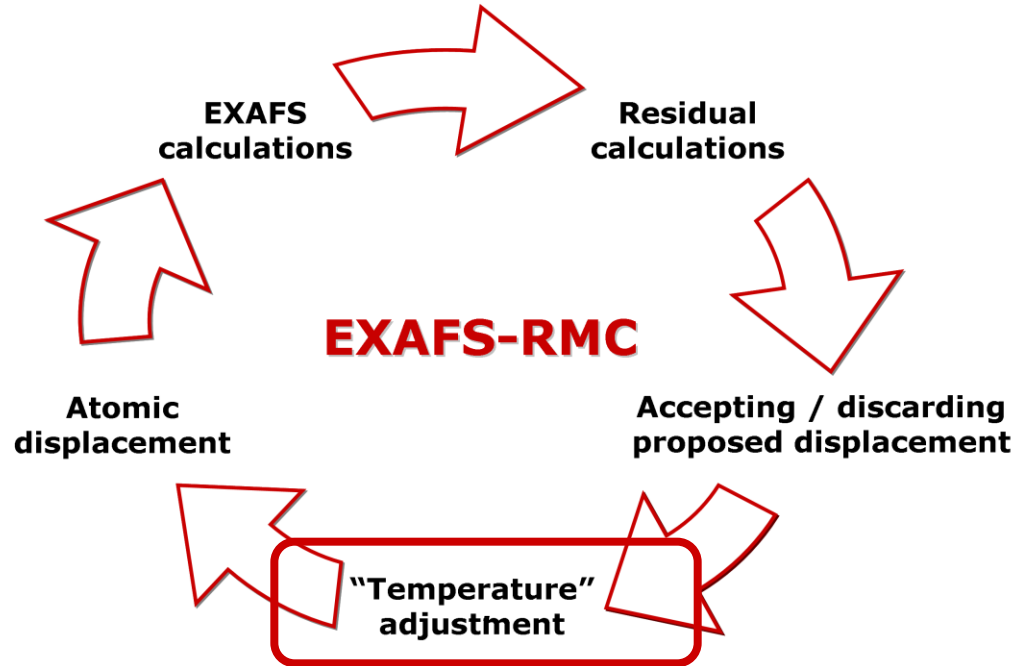 EXAFS
calculations
Residual
calculations
EXAFS-RMC
Accepting / discarding
proposed displacement
Atomic
displacement
“Temperature”
adjustment